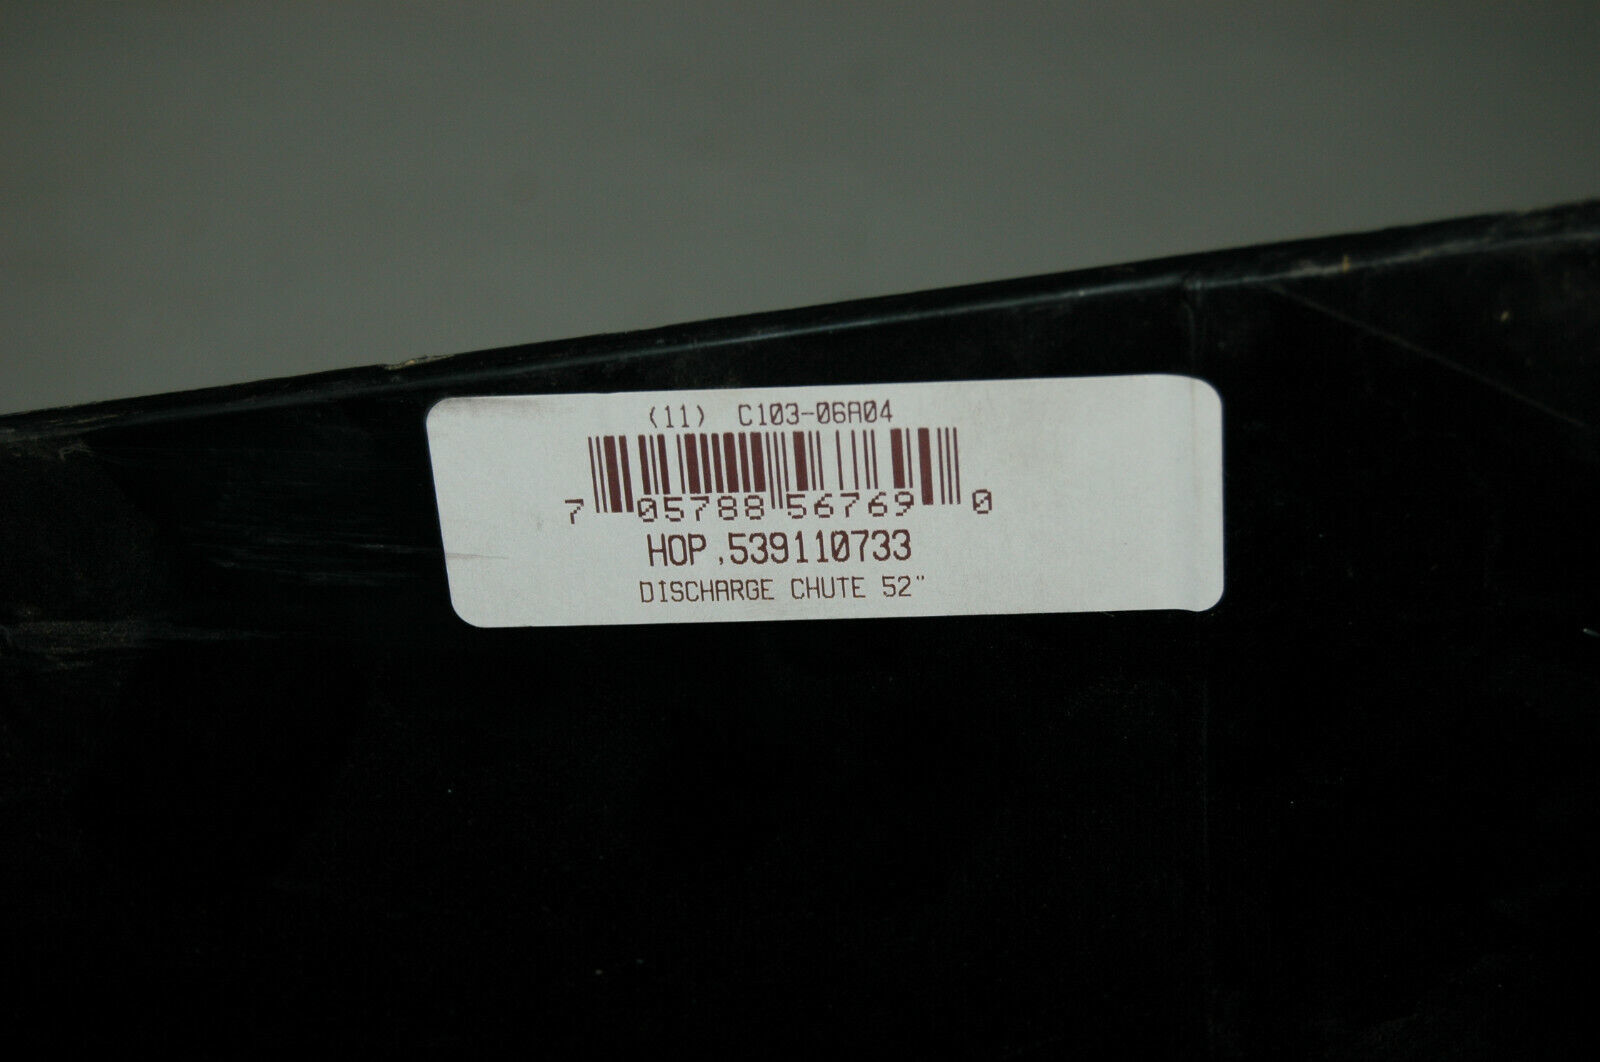 (11) C103-06A04
7 05788 56769 0
HOP.539110733
DISCHARGE CHUTE 52"